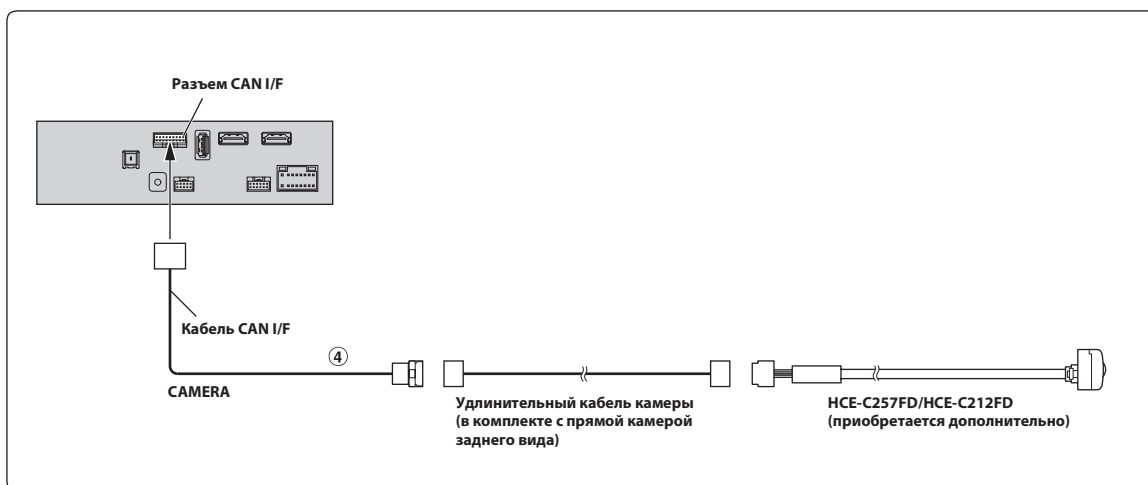 Разъем CAN I/F
Кабель CAN I/F
④
CAMERA
Удлинительный кабель камеры
(в комплекте с прямой камерой
заднего вида)
HCE-C257FD/HCE-C212FD
(приобретается дополнительно)